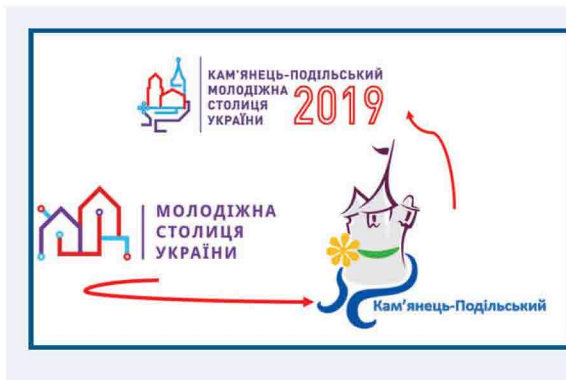 КАМ'ЯНЕЦЬ-ПОДІЛЬСЬКИЙ
МОЛОДІЖНА
СТОЛИЦЯ
УКРАЇНИ
2019
МОЛОДІЖНА
СТОЛИЦЯ
УКРАЇНИ
Кам'янець-Подільський